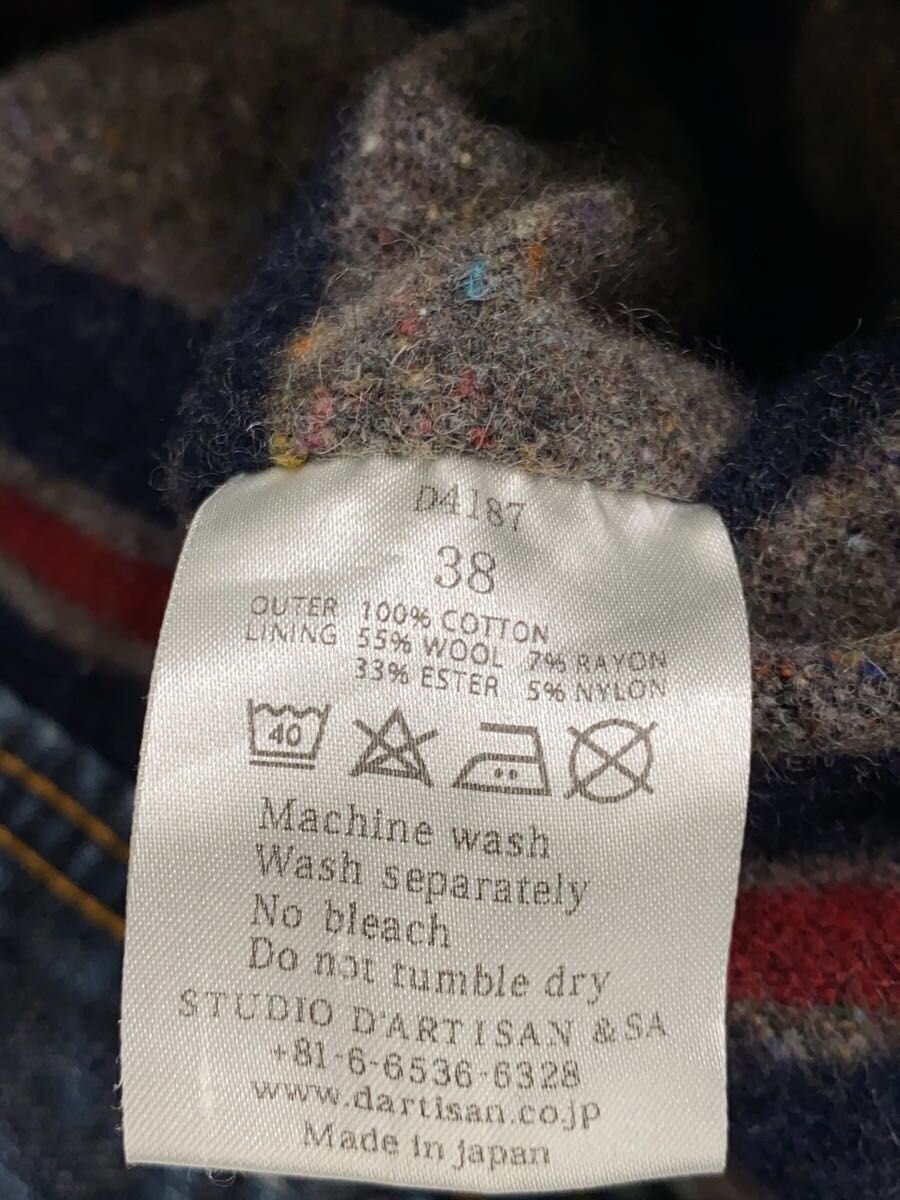 D4187
38
OUTER 100% COTTON
LINING 55% WOOL 7% RAYON
33% ESTER 5% NYLON
40
Machine wash
Wash separately
No bleach
Do not tumble dry
STUDIO D'ARTISAN & SA
+81-6-6536-6328
www.dartisan.co.jp
Made in japan